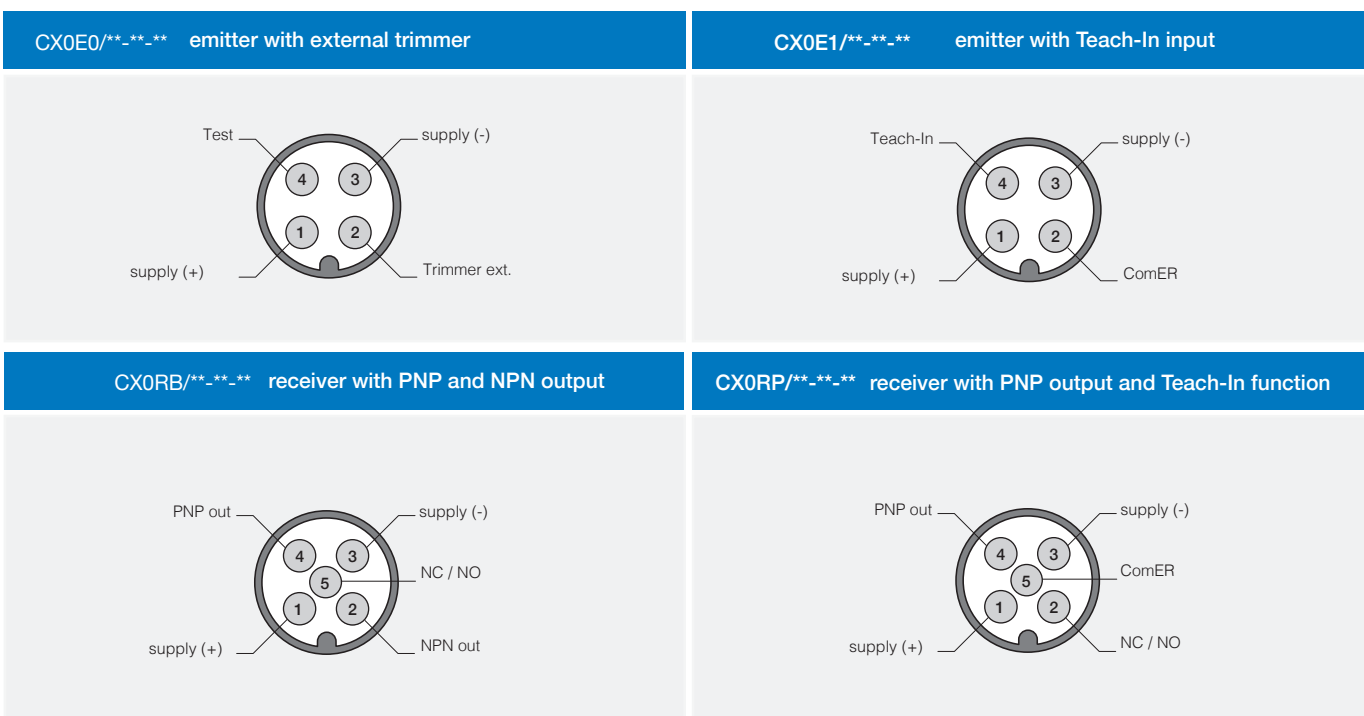 CX0E0/**-**-** emitter with external trimmer
Test
supply (-)
4
3
1
2
supply (+)
Trimmer ext.
CX0E1/**-**-** emitter with Teach-In input
Teach-In
supply (-)
4
3
1
2
supply (+)
ComER
CX0RB/**-**-** receiver with PNP and NPN output
PNP out
supply (-)
4
3
5
NC / NO
1
2
supply (+)
NPN out
CX0RP/**-**-** receiver with PNP output and Teach-In function
PNP out
supply (-)
4
3
5
ComER
1
2
supply (+)
NC / NO